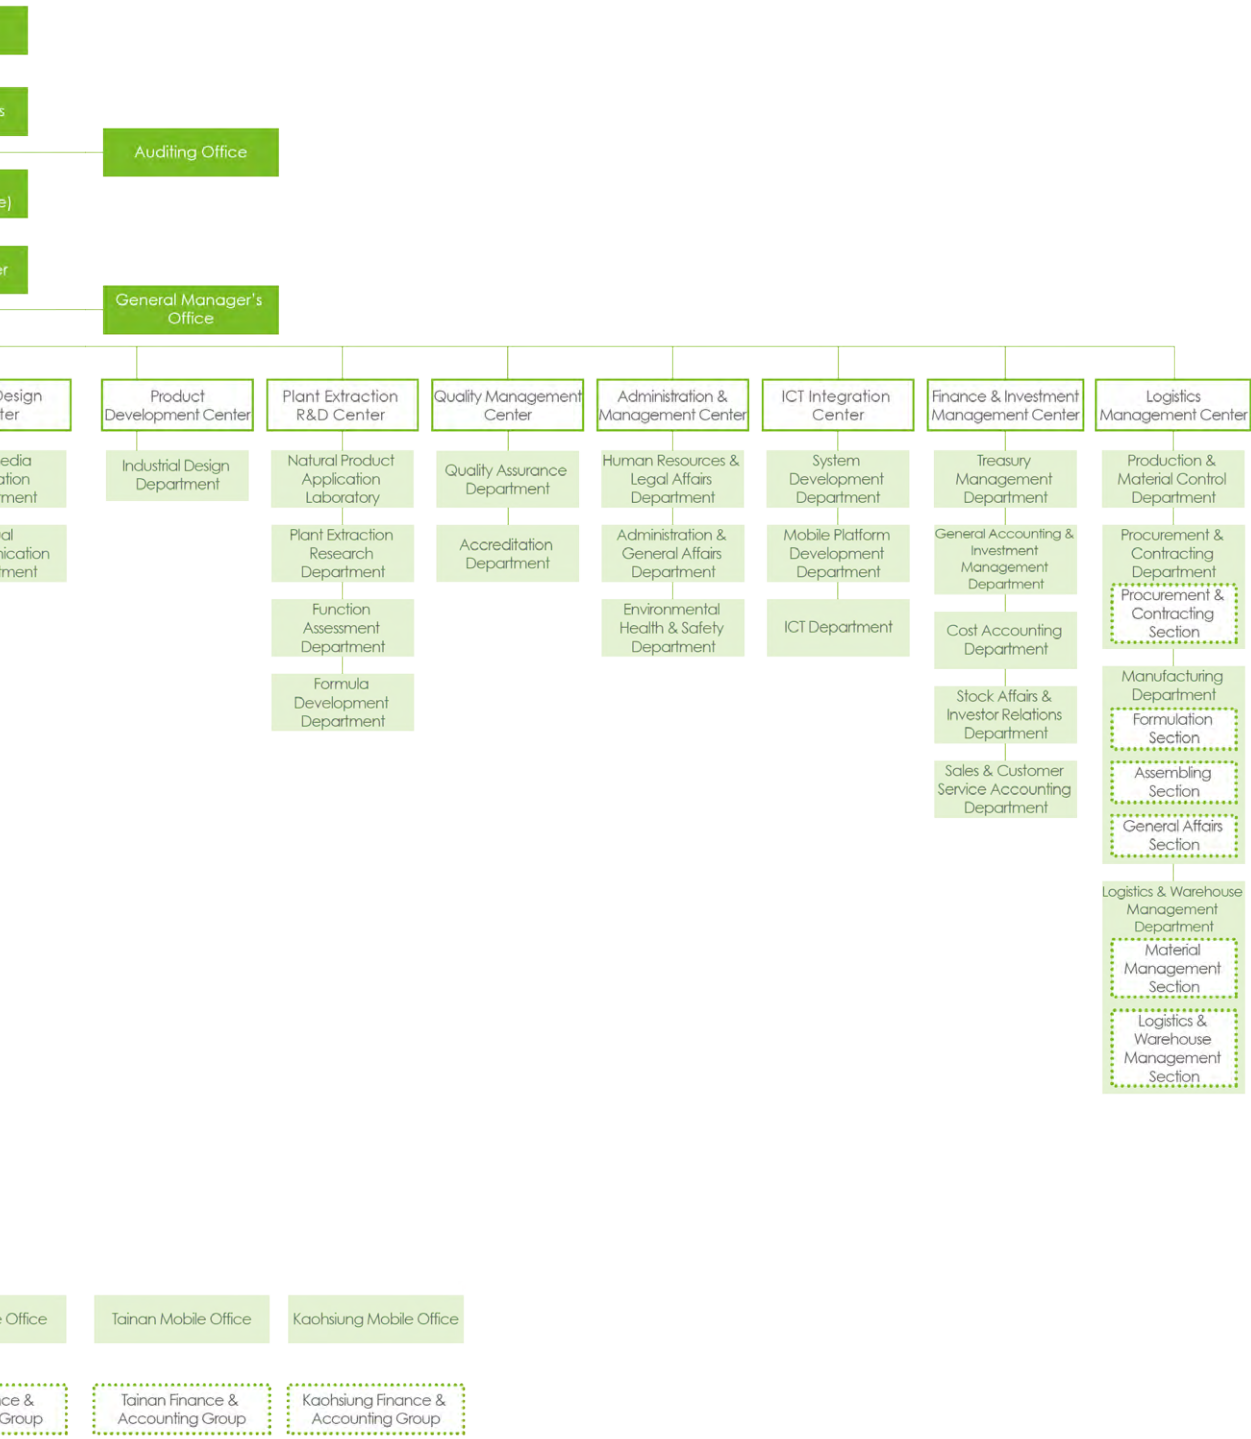 Auditing Office
General Manager's
Office
Product
Development Center
Plant Extraction
R&D Center
Quality Management
Center
Administration &
Management Center
ICT Integration
Center
Finance & Investment
Management Center
Logistics
Management Center
Industrial Design
Department
Natural Product
Application
Laboratory
Plant Extraction
Research
Department
Function
Assessment
Department
Formula
Development
Department
Quality Assurance
Department
Accreditation
Department
Human Resources &
Legal Affairs
Department
Administration &
General Affairs
Department
Environmental
Health & Safety
Department
System
Development
Department
Mobile Platform
Development
Department
ICT Department
Treasury
Management
Department
General Accounting &
Investment
Management
Department
Cost Accounting
Department
Stock Affairs &
Investor Relations
Department
Sales & Customer
Service Accounting
Department
Production &
Material Control
Department
Procurement &
Contracting
Department
Procurement &
Contracting
Section
Manufacturing
Department
Formulation
Section
Assembling
Section
General Affairs
Section
Logistics & Warehouse
Management
Department
Material
Management
Section
Logistics &
Warehouse
Management
Section
Office
Tainan Mobile Office
Kaohsiung Mobile Office
&
Group
Tainan Finance &
Accounting Group
Kaohsiung Finance &
Accounting Group